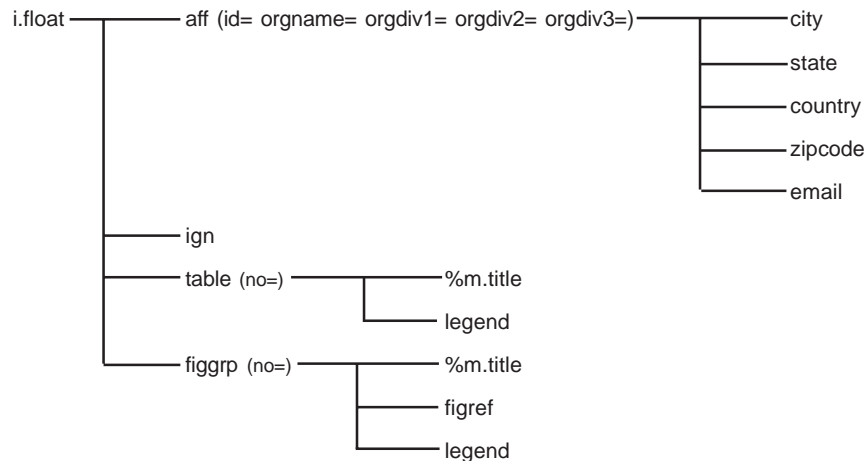 i.float aff (id= orgname= orgdiv1= orgdiv2= orgdiv3=) city
state
country
zipcode
email
ign
table (no=) %m.title
legend
figgrp (no=) %m.title
figref
legend